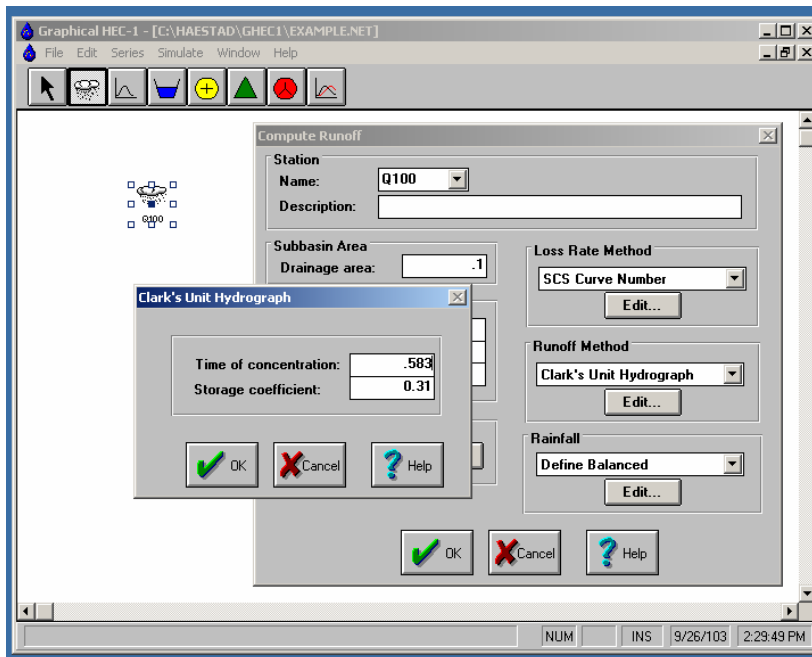 Graphical HEC-1 - [C:\HAESTAD\GHEC1\EXAMPLE.NET]
File Edit Series Simulate Window Help
Q100
Compute Runoff
Station
Name: Q100
Description:
Subbasin Area
Drainage area: .1
Loss Rate Method
SCS Curve Number
Edit...
Clark's Unit Hydrograph
Time of concentration: .583
Storage coefficient: 0.31
OK Cancel Help
Runoff Method
Clark's Unit Hydrograph
Edit...
Rainfall
Define Balanced
Edit...
OK Cancel Help
NUM INS 9/26/103 2:29:49 PM